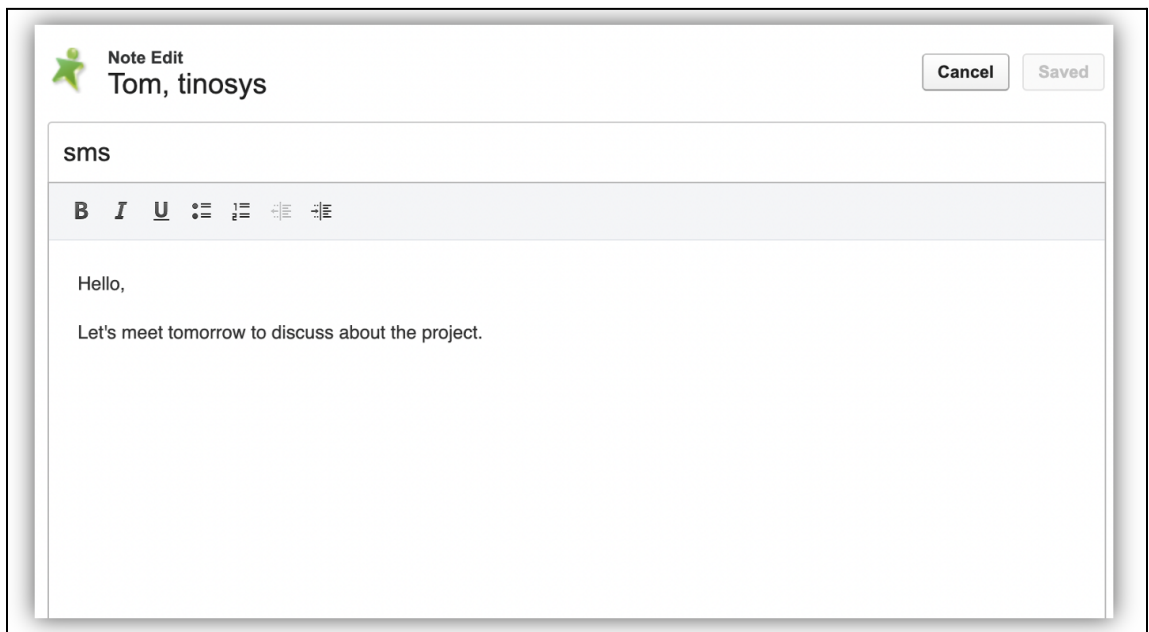 Note Edit
Tom, tinosys
Cancel
Saved
sms
B I U
Hello,
Let's meet tomorrow to discuss about the project.